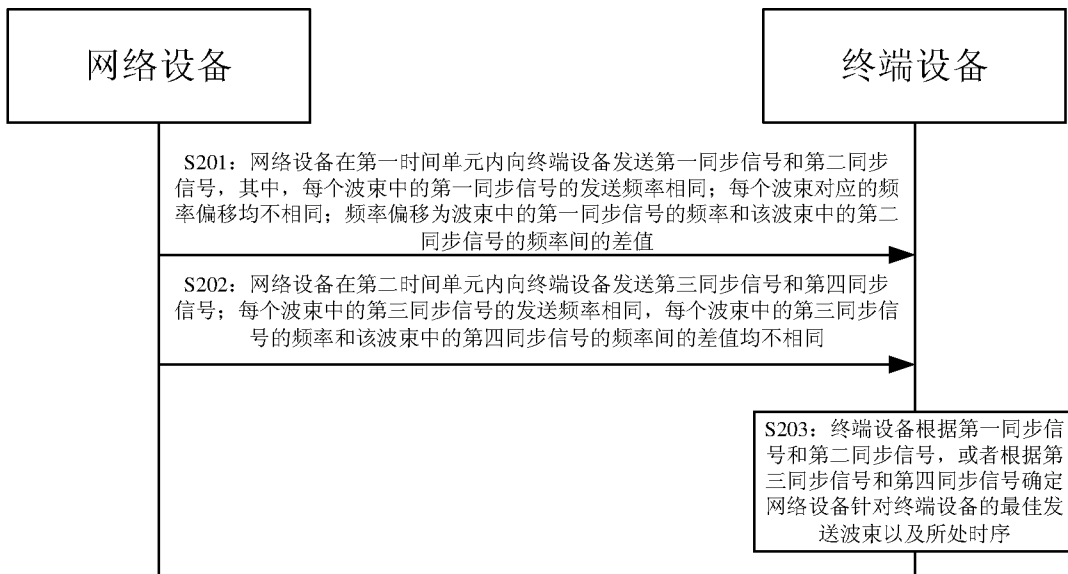 网络设备
终端设备
S201：网络设备在第一时间单元内向终端设备发送第一同步信号和第二同步
信号，其中，每个波束中的第一同步信号的发送频率相同；每个波束对应的频
率偏移均不相同；频率偏移为波束中的第一同步信号的频率和该波束中的第二
同步信号的频率间的差值
S202：网络设备在第二时间单元内向终端设备发送第三同步信号和第四同步
信号；每个波束中的第三同步信号的发送频率相同，每个波束中的第三同步信
号的频率和该波束中的第四同步信号的频率间的差值均不相同
S203：终端设备根据第一同步信
号和第二同步信号，或者根据第
三同步信号和第四同步信号确定
网络设备针对终端设备的最佳发
送波束以及所处时序